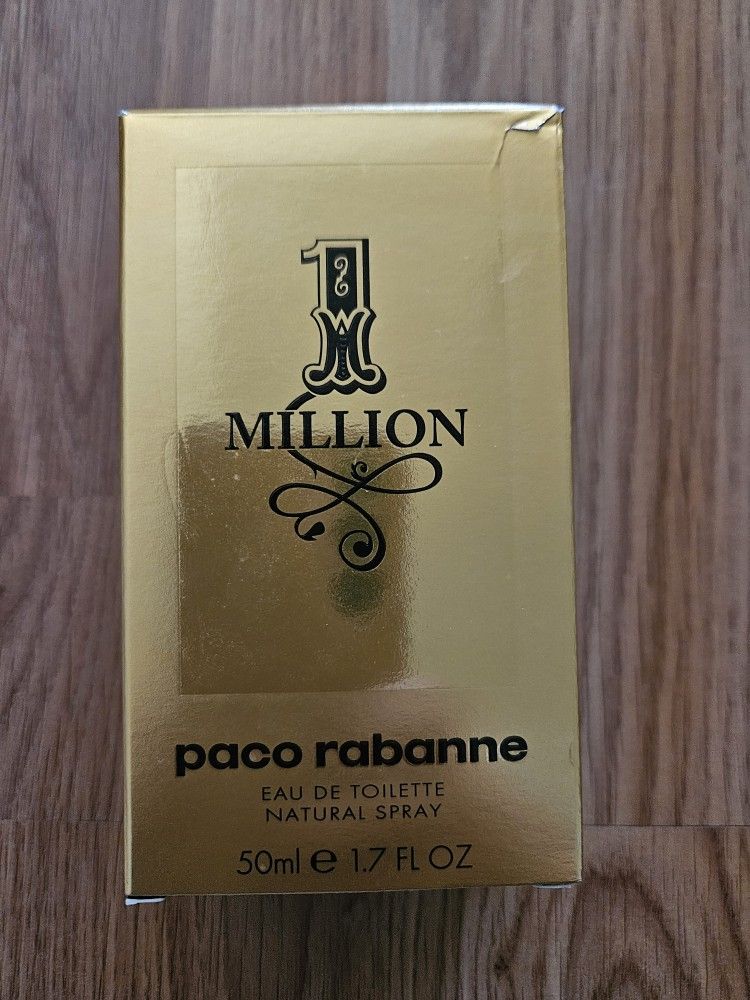 1
MILLION
paco rabanne
EAU DE TOILETTE
NATURAL SPRAY
50ml e 1.7 FL OZ